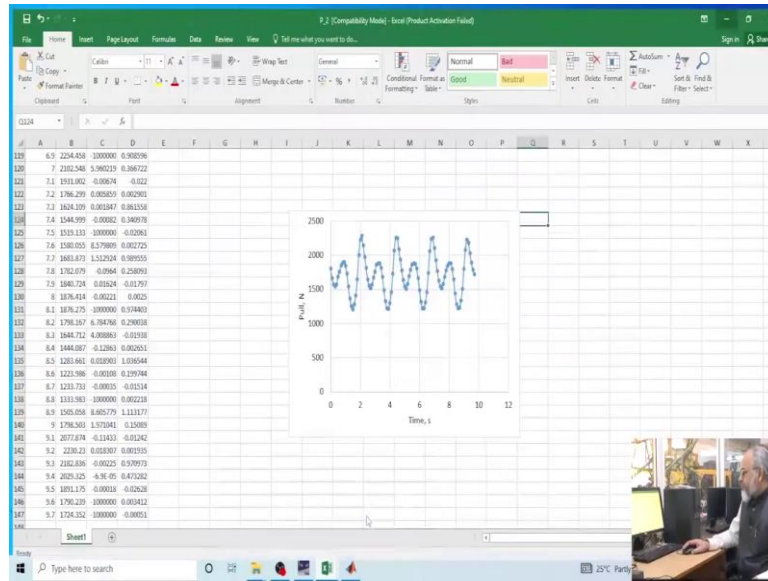 P_2 [Compatibility Mode] - Excel (Product Activation Failed)
File Home Insert Page Layout Formulas Data Review View Tell me what you want to do... Sign in Share
Cut
Copy
Format Painter
Paste
Calibri 11
B I U
Wrap Text
Merge & Center
General
Conditional Formatting
Format as Table
Normal Bad
Good Neutral
Insert Delete Format
AutoSum
Fill
Clear
Sort & Filter
Find & Select
Clipboard Font Alignment Number Styles Cells Editing
Q124 fx
A B C D E F G H I J K L M N O P Q R S T U V W X
119 6.9 2254.458 -1000000 0.908596
120 7 2102.548 5.960219 0.366722
121 7.1 1931.002 -0.00674 -0.022
122 7.2 1766.299 0.005859 0.002901
123 7.3 1624.109 0.001847 0.861558
124 7.4 1544.999 -0.00082 0.340978
125 7.5 1519.133 -1000000 -0.02061
126 7.6 1580.055 8.579809 0.002725
127 7.7 1683.873 1.512924 0.989555
128 7.8 1782.079 -0.0964 0.258093
129 7.9 1840.724 0.01624 -0.01797
130 8 1876.414 -0.00221 0.0025
131 8.1 1876.275 -1000000 0.974403
132 8.2 1798.167 6.784768 0.290038
133 8.3 1644.712 4.008863 -0.01938
134 8.4 1444.087 -0.12863 0.002651
135 8.5 1283.661 0.018903 1.036544
136 8.6 1223.986 -0.00108 0.199744
137 8.7 1233.733 -0.00035 -0.01514
138 8.8 1333.983 -1000000 0.002218
139 8.9 1505.058 8.605779 1.113177
140 9 1798.503 1.971041 0.15089
141 9.1 2077.874 -0.11433 -0.01242
142 9.2 2230.23 0.018307 0.001935
143 9.3 2182.836 -0.00225 0.970973
144 9.4 2029.325 -6.9E-05 0.473282
145 9.5 1891.175 -0.00018 -0.02628
146 9.6 1790.239 -1000000 0.003412
147 9.7 1724.352 -1000000 -0.00051
2500
2000
1500
1000
500
0
Pull, N
0 2 4 6 8 10 12
Time, s
Sheet1
Ready
Type here to search
25°C Partly